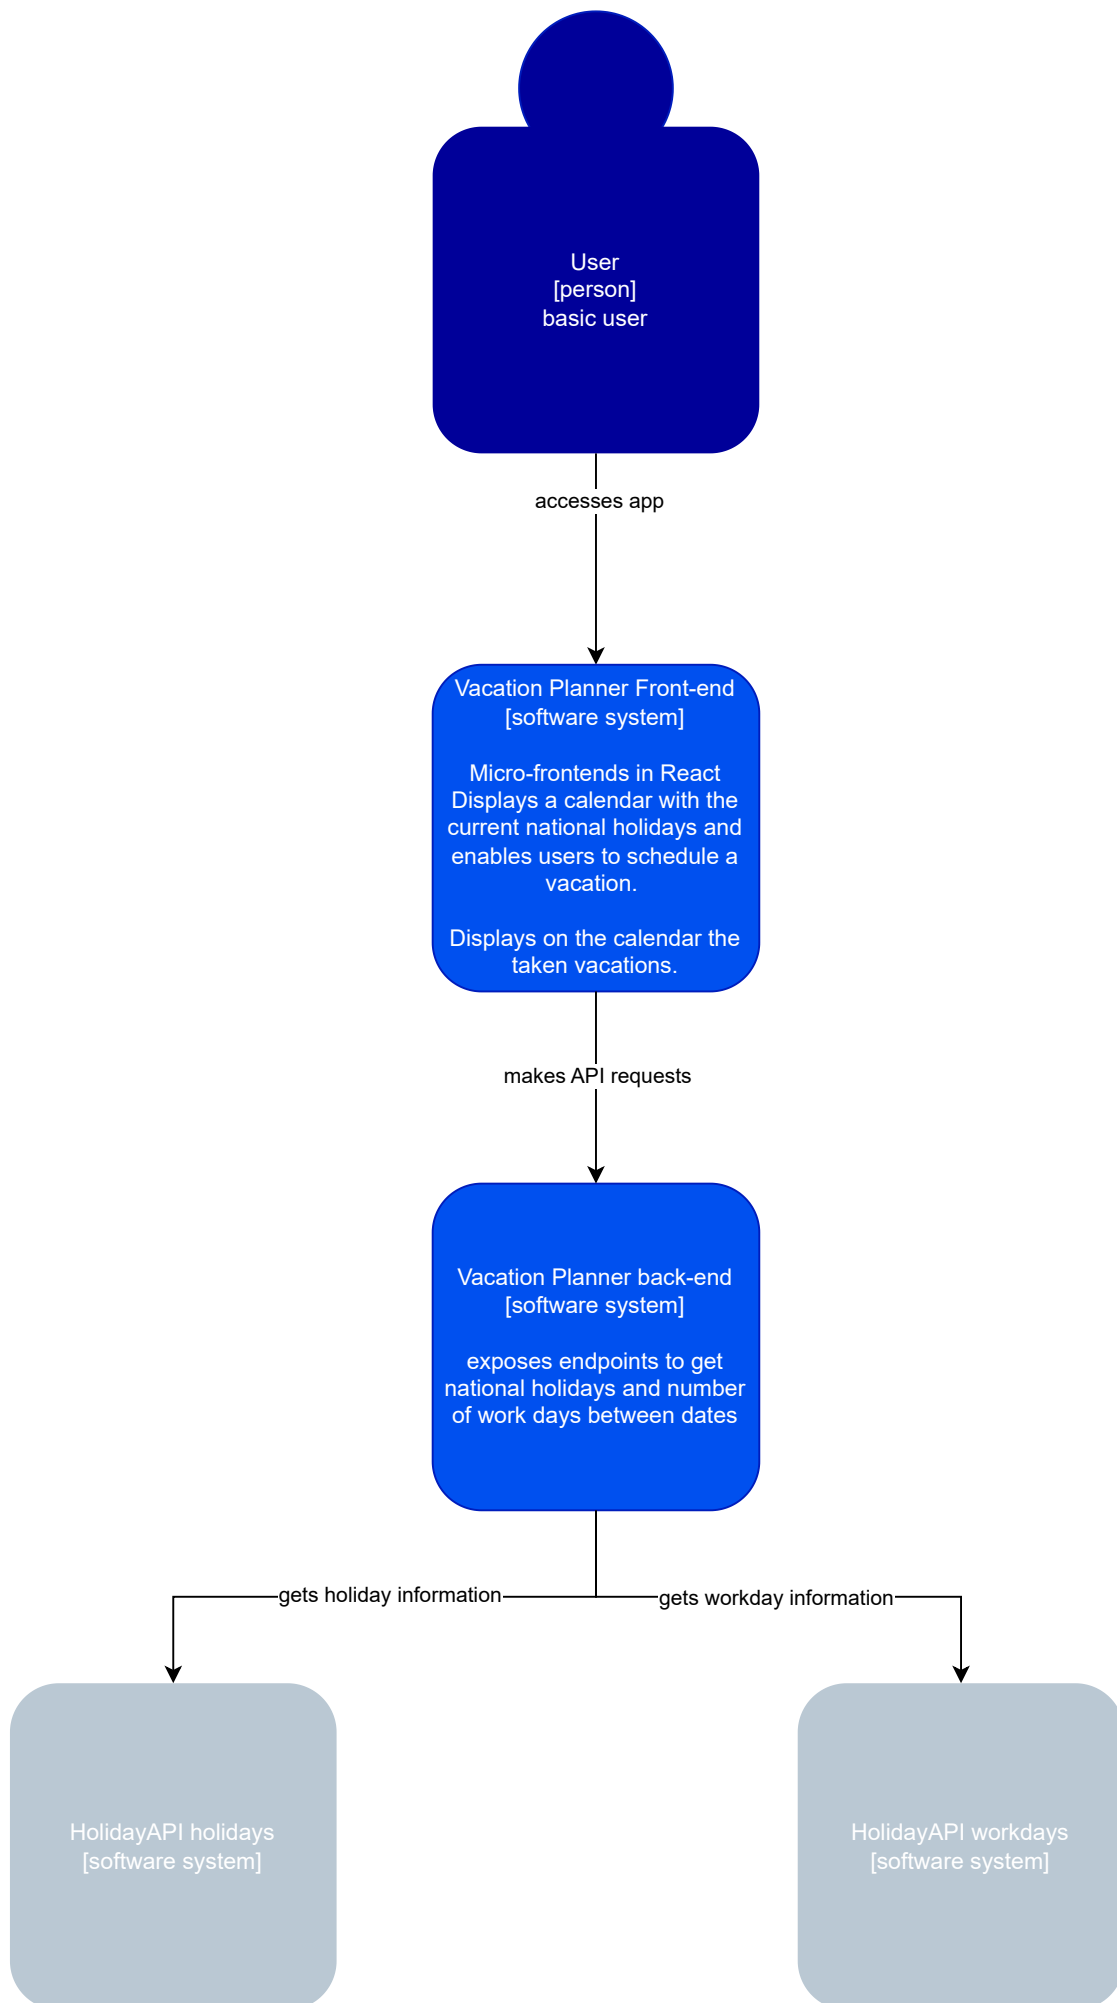 User
[person]
basic user
accesses app
Vacation Planner Front-end
[software system]
Micro-frontends in React
Displays a calendar with the
current national holidays and
enables users to schedule a
vacation.
Displays on the calendar the
taken vacations.
makes API requests
Vacation Planner back-end
[software system]
exposes endpoints to get
national holidays and number
of work days between dates
gets holiday information
gets workday information
HolidayAPI holidays
[software system]
HolidayAPI workdays
[software system]